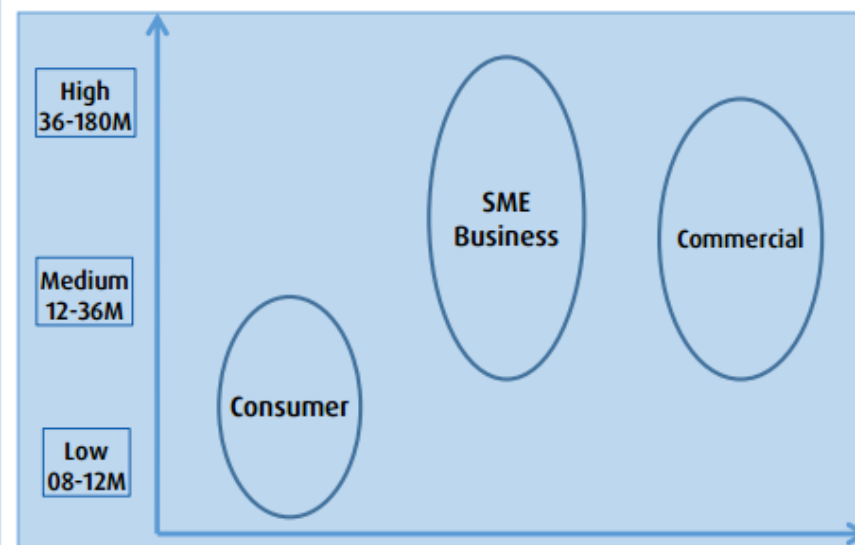 High
36-180M
SME
Business
Commercial
Medium
12-36M
Consumer
Low
08-12M